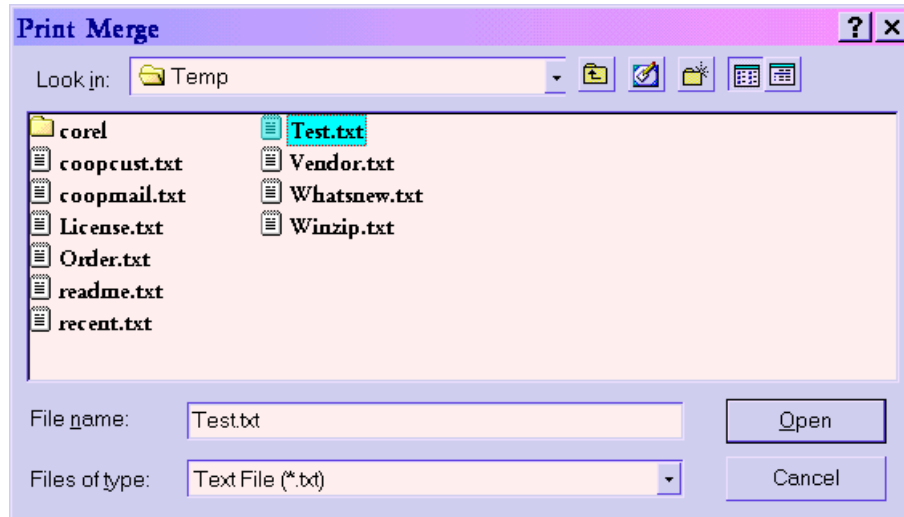 Print Merge
Look in: Temp
corel
coopcust.txt
coopmail.txt
License.txt
Order.txt
readme.txt
recent.txt
Test.txt
Vendor.txt
Whatsnew.txt
Winzip.txt
File name: Test.txt
Open
Files of type: Text File (*.txt)
Cancel